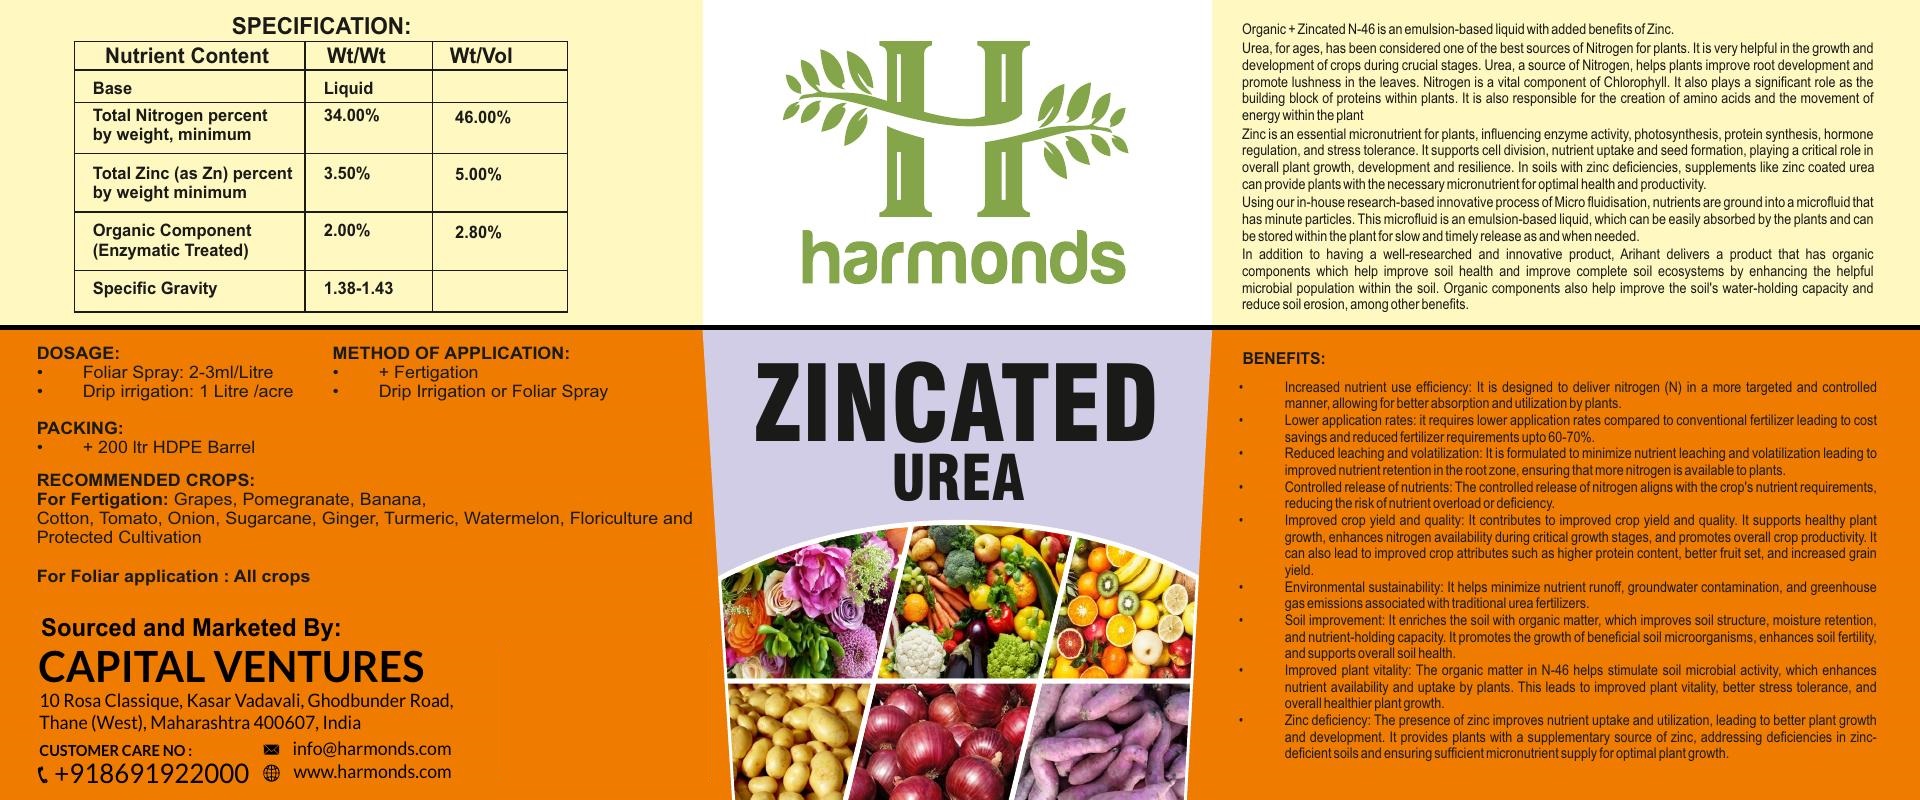 SPECIFICATION:
Nutrient Content Wt/Wt Wt/Vol
Base Liquid
Total Nitrogen percent
by weight, minimum 34.00% 46.00%
Total Zinc (as Zn) percent
by weight minimum 3.50% 5.00%
Organic Component
(Enzymatic Treated) 2.00% 2.80%
Specific Gravity 1.38-1.43
harmonds
Organic + Zincated N-46 is an emulsion-based liquid with added benefits of Zinc.
Urea, for ages, has been considered one of the best sources of Nitrogen for plants. It is very helpful in the growth and
development of crops during crucial stages. Urea, a source of Nitrogen, helps plants improve root development and
promote lushness in the leaves. Nitrogen is a vital component of Chlorophyll. It also plays a significant role as the
building block of proteins within plants. It is also responsible for the creation of amino acids and the movement of
energy within the plant
Zinc is an essential micronutrient for plants, influencing enzyme activity, photosynthesis, protein synthesis, hormone
regulation, and stress tolerance. It supports cell division, nutrient uptake and seed formation, playing a critical role in
overall plant growth, development and resilience. In soils with zinc deficiencies, supplements like zinc coated urea
can provide plants with the necessary micronutrient for optimal health and productivity.
Using our in-house research-based innovative process of Micro fluidisation, nutrients are ground into a microfluid that
has minute particles. This microfluid is an emulsion-based liquid, which can be easily absorbed by the plants and can
be stored within the plant for slow and timely release as and when needed.
In addition to having a well-researched and innovative product, Arihant delivers a product that has organic
components which help improve soil health and improve complete soil ecosystems by enhancing the helpful
microbial population within the soil. Organic components also help improve the soil's water-holding capacity and
reduce soil erosion, among other benefits.
DOSAGE:
• Foliar Spray: 2-3ml/Litre
• Drip irrigation: 1 Litre /acre
METHOD OF APPLICATION:
• + Fertigation
• Drip Irrigation or Foliar Spray
PACKING:
• + 200 ltr HDPE Barrel
RECOMMENDED CROPS:
For Fertigation: Grapes, Pomegranate, Banana,
Cotton, Tomato, Onion, Sugarcane, Ginger, Turmeric, Watermelon, Floriculture and
Protected Cultivation
For Foliar application : All crops
Sourced and Marketed By:
CAPITAL VENTURES
10 Rosa Classique, Kasar Vadavali, Ghodbunder Road,
Thane (West), Maharashtra 400607, India
CUSTOMER CARE NO :
+918691922000
info@harmonds.com
www.harmonds.com
ZINCATED
UREA
BENEFITS:
• Increased nutrient use efficiency: It is designed to deliver nitrogen (N) in a more targeted and controlled
manner, allowing for better absorption and utilization by plants.
• Lower application rates: it requires lower application rates compared to conventional fertilizer leading to cost
savings and reduced fertilizer requirements upto 60-70%.
• Reduced leaching and volatilization: It is formulated to minimize nutrient leaching and volatilization leading to
improved nutrient retention in the root zone, ensuring that more nitrogen is available to plants.
• Controlled release of nutrients: The controlled release of nitrogen aligns with the crop's nutrient requirements,
reducing the risk of nutrient overload or deficiency.
• Improved crop yield and quality: It contributes to improved crop yield and quality. It supports healthy plant
growth, enhances nitrogen availability during critical growth stages, and promotes overall crop productivity. It
can also lead to improved crop attributes such as higher protein content, better fruit set, and increased grain
yield.
• Environmental sustainability: It helps minimize nutrient runoff, groundwater contamination, and greenhouse
gas emissions associated with traditional urea fertilizers.
• Soil improvement: It enriches the soil with organic matter, which improves soil structure, moisture retention,
and nutrient-holding capacity. It promotes the growth of beneficial soil microorganisms, enhances soil fertility,
and supports overall soil health.
• Improved plant vitality: The organic matter in N-46 helps stimulate soil microbial activity, which enhances
nutrient availability and uptake by plants. This leads to improved plant vitality, better stress tolerance, and
overall healthier plant growth.
• Zinc deficiency: The presence of zinc improves nutrient uptake and utilization, leading to better plant growth
and development. It provides plants with a supplementary source of zinc, addressing deficiencies in zinc-
deficient soils and ensuring sufficient micronutrient supply for optimal plant growth.